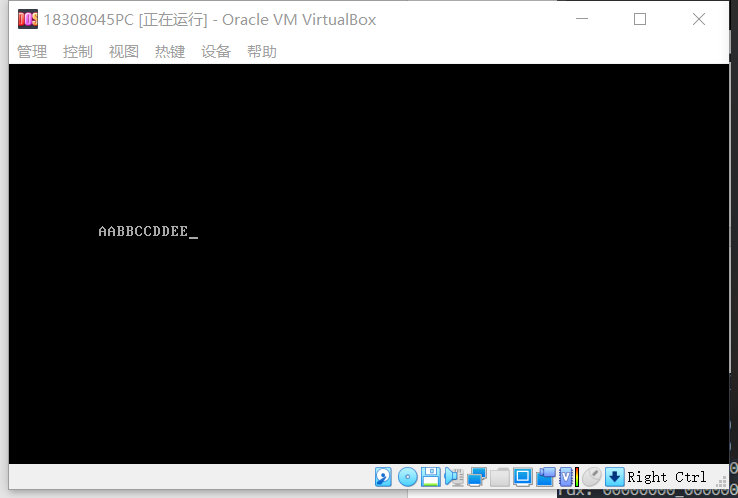 18308045PC [正在运行] - Oracle VM VirtualBox
管理 控制 视图 热键 设备 帮助
AABBCCDDEE_
Right Ctrl